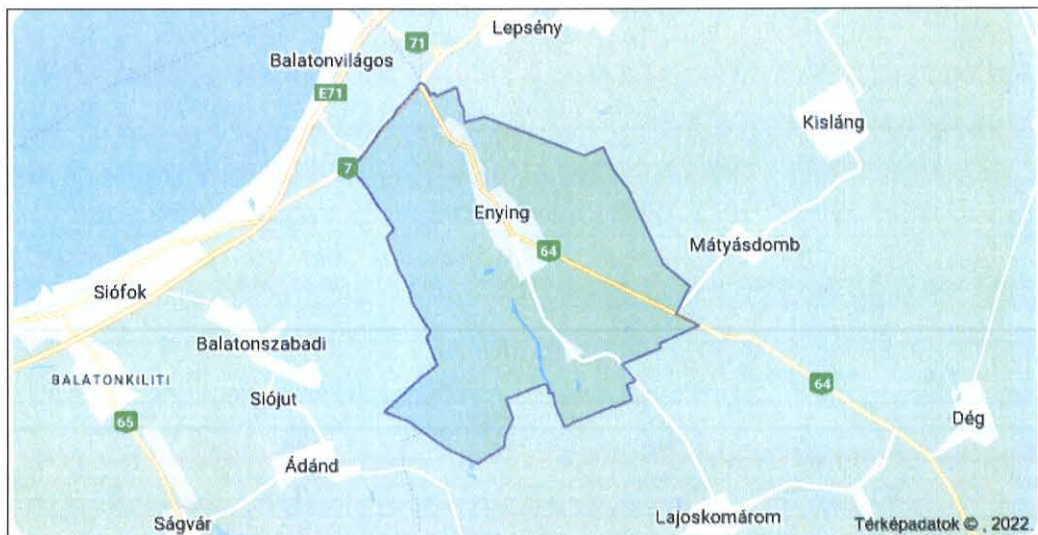 Lepsény
71
Balatonvilágos
E71
Kisláng
7
Enying
64
Mátyásdomb
Siófok
Balatonszabadi
BALATONKILITI
Siójut
64
65
Dég
Ádánd
Ságvár
Lajoskomárom
Térképadatok © , 2022.